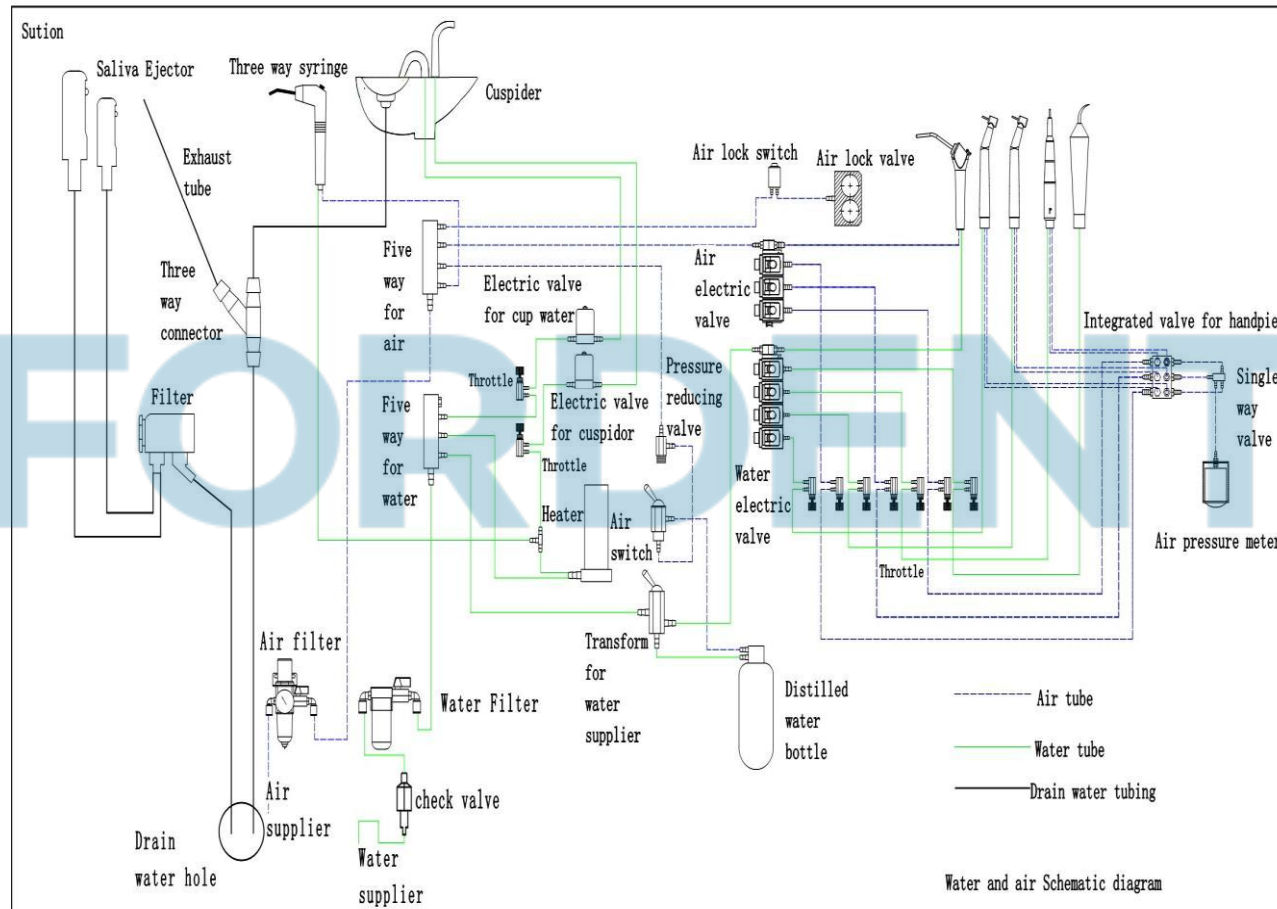 Sution
Saliva Ejector
Three way syringe
Cuspider
Exhaust
tube
Air lock switch
Air lock valve
Three
way
connector
Five
way
for
air
Electric valve
for cup water
Air
electric
valve
Integrated valve for handpie
FORDENT
Filter
Throttle
Five
way
for
water
Electric valve
for cuspidor
Pressure
reducing
valve
Single
way
valve
Throttle
Heater
Air
switch
Water
electric
valve
Throttle
Air pressure meter
Air filter
Water Filter
Transform
for
water
supplier
Distilled
water
bottle
Air tube
Water tube
Drain water tubing
Air
supplier
check valve
Drain
water hole
Water
supplier
Water and air Schematic diagram